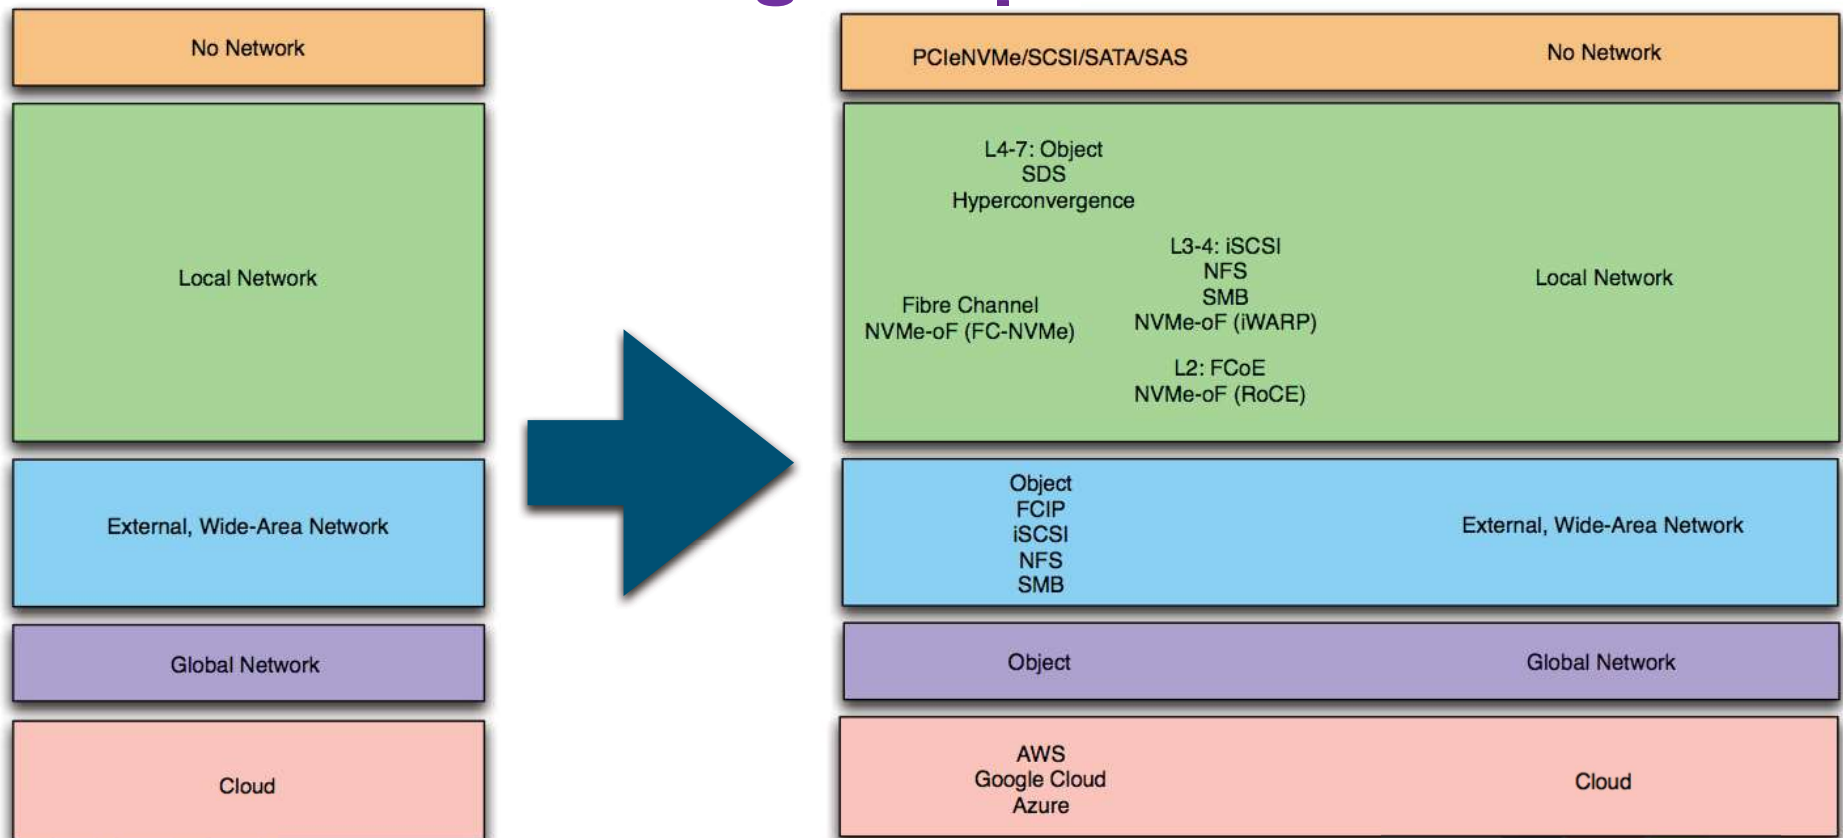 No Network
Local Network
External, Wide-Area Network
Global Network
Cloud
PCIeNVMe/SCSI/SATA/SAS
No Network
L4-7: Object
SDS
Hyperconvergence
L3-4: iSCSI
NFS
SMB
NVMe-oF (iWARP)
Fibre Channel
NVMe-oF (FC-NVMe)
L2: FCoE
NVMe-oF (RoCE)
Local Network
Object
FCIP
iSCSI
NFS
SMB
External, Wide-Area Network
Object
Global Network
AWS
Google Cloud
Azure
Cloud